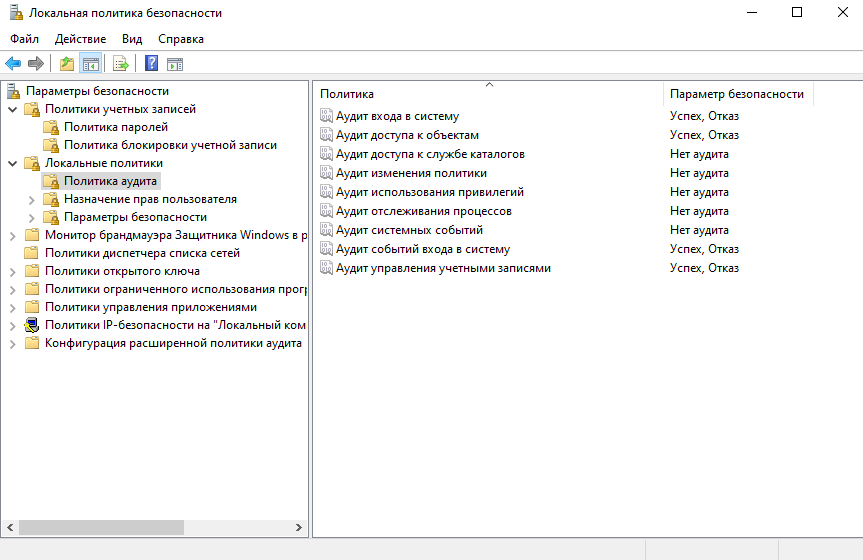 Локальная политика безопасности
Файл Действие Вид Справка
Параметры безопасности
Политики учетных записей
Политика паролей
Политика блокировки учетной записи
Локальные политики
Политика аудита
Назначение прав пользователя
Параметры безопасности
Монитор брандмауэра Защитника Windows в р
Политики диспетчера списка сетей
Политики открытого ключа
Политики ограниченного использования прог
Политики управления приложениями
Политики IP-безопасности на "Локальный ком
Конфигурация расширенной политики аудита
Политика Параметр безопасности
Аудит входа в систему Успех, Отказ
Аудит доступа к объектам Успех, Отказ
Аудит доступа к службе каталогов Нет аудита
Аудит изменения политики Нет аудита
Аудит использования привилегий Нет аудита
Аудит отслеживания процессов Нет аудита
Аудит системных событий Нет аудита
Аудит событий входа в систему Успех, Отказ
Аудит управления учетными записями Успех, Отказ